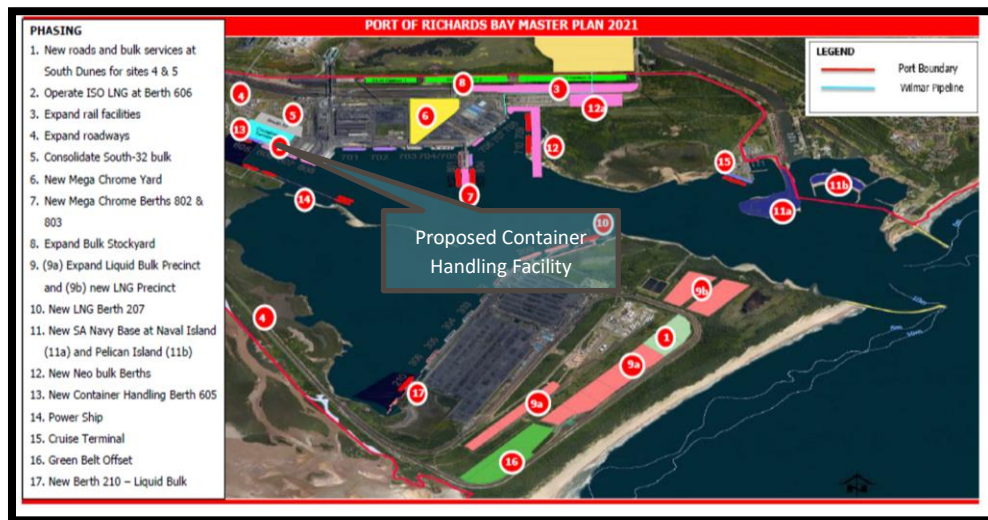 PORT OF RICHARDS BAY MASTER PLAN 2021
PHASING
1. New roads and bulk services at
South Dunes for sites 4 & 5
2. Operate ISO LNG at Berth 606
3. Expand rail facilities
4. Expand roadways
5. Consolidate South-32 bulk
6. New Mega Chrome Yard
7. New Mega Chrome Berths 802 &
803
8. Expand Bulk Stockyard
9. (9a) Expand Liquid Bulk Precinct
and (9b) new LNG Precinct
10. New LNG Berth 207
11. New SA Navy Base at Naval Island
(11a) and Pelican Island (11b)
12. New Neo bulk Berths
13. New Container Handling Berth 605
14. Power Ship
15. Cruise Terminal
16. Green Belt Offset
17. New Berth 210 – Liquid Bulk
LEGEND
Port Boundary
Wilmar Pipeline
8
3
4
12a
5
6
13
701
702
703
704
12
15
14
7
11b
11a
Proposed Container
Handling Facility
10
9b
4
1
9a
17
9a
16